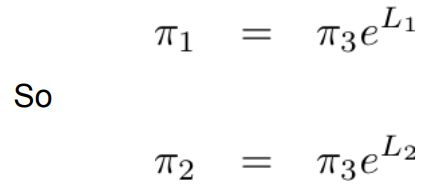 π₁ = π₃e^{L₁}
So
π₂ = π₃e^{L₂}